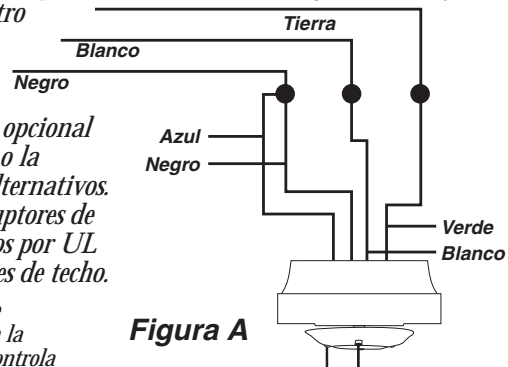 tro
Tierra
Blanco
Negro
opcional
o la
lternativos.
uptores de
os por UL
es de techo.
la
ontrola
Azul
Negro
Verde
Blanco
Figura A